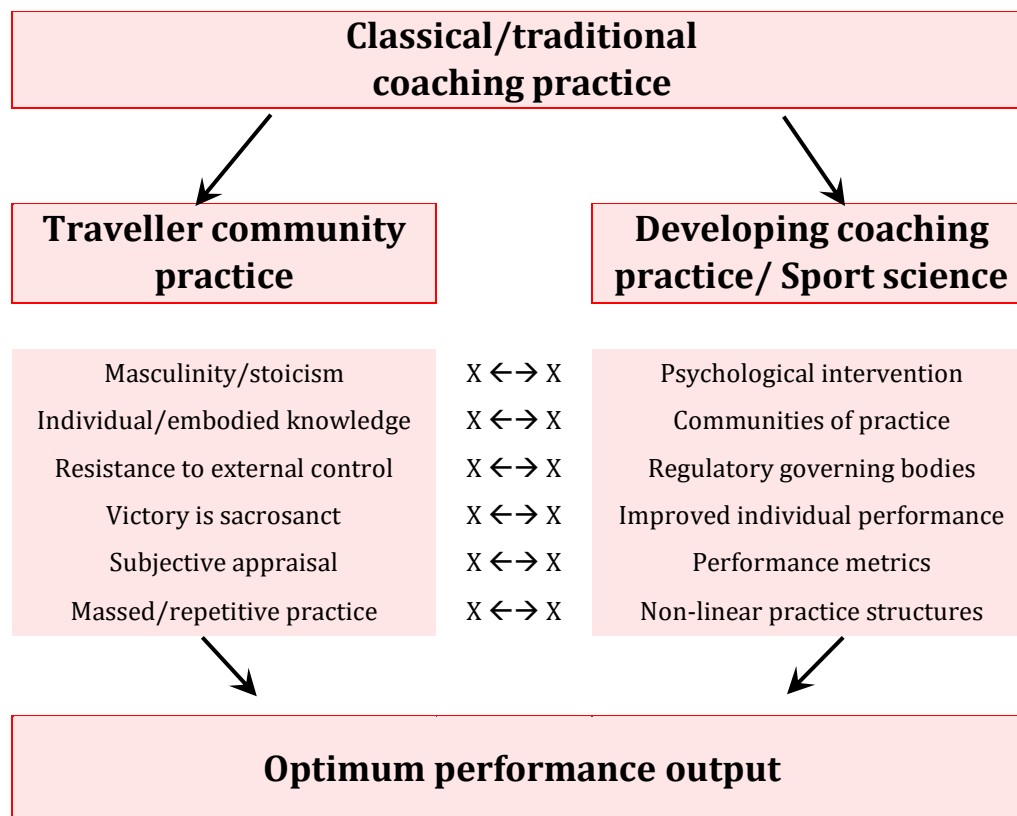 Classical/traditional
coaching practice
Traveller community
practice
Developing coaching
practice/ Sport science
Masculinity/stoicism X ←→ X Psychological intervention
Individual/embodied knowledge X ←→ X Communities of practice
Resistance to external control X ←→ X Regulatory governing bodies
Victory is sacrosanct X ←→ X Improved individual performance
Subjective appraisal X ←→ X Performance metrics
Massed/repetitive practice X ←→ X Non-linear practice structures
Optimum performance output